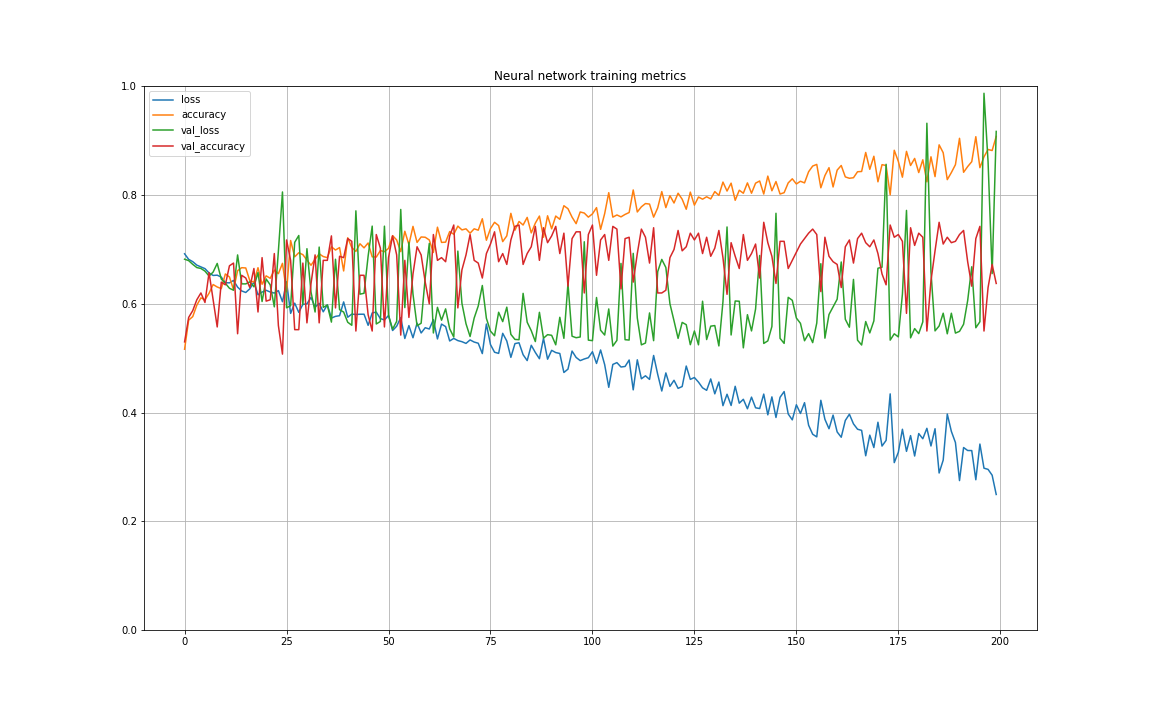 Neural network training metrics
1.0
loss
accuracy
val_loss
val_accuracy
0.8
0.6
0.4
0.2
0.0
0 25 50 75 100 125 150 175 200